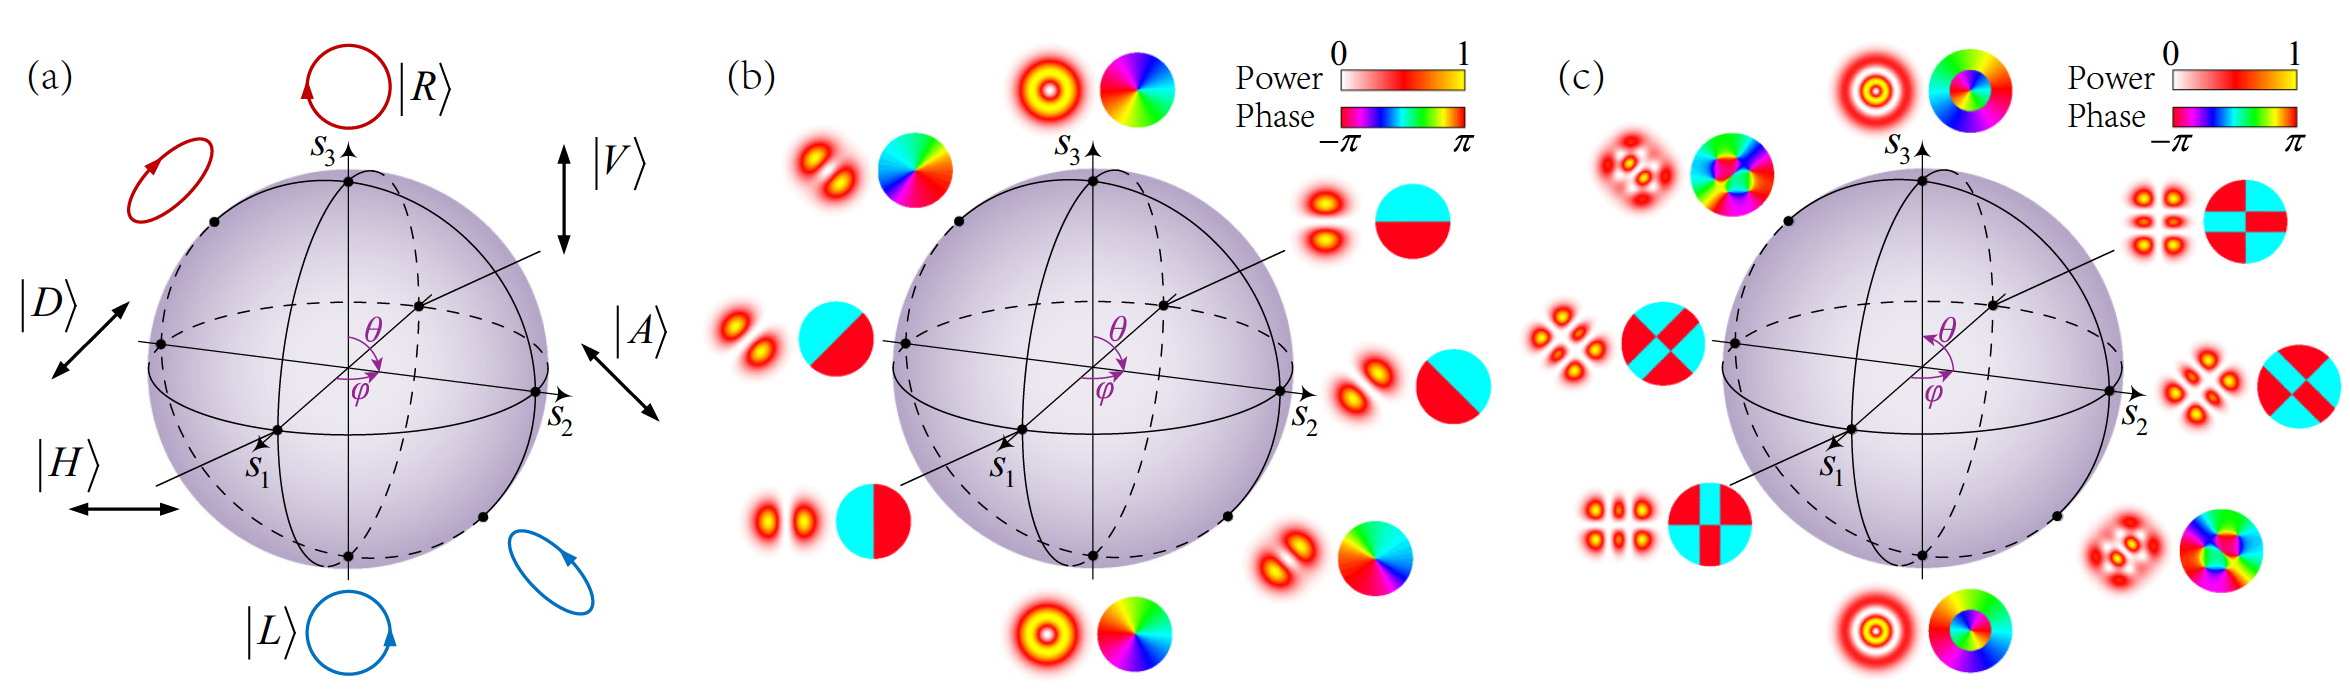 (a)
|R⟩
s₃
|V⟩
|D⟩
θ
|A⟩
φ
s₂
|H⟩
s₁
|L⟩
(b)
0 1
Power
Phase
−π π
s₃
θ
φ
s₂
s₁
(c)
0 1
Power
Phase
−π π
s₃
θ
φ
s₂
s₁